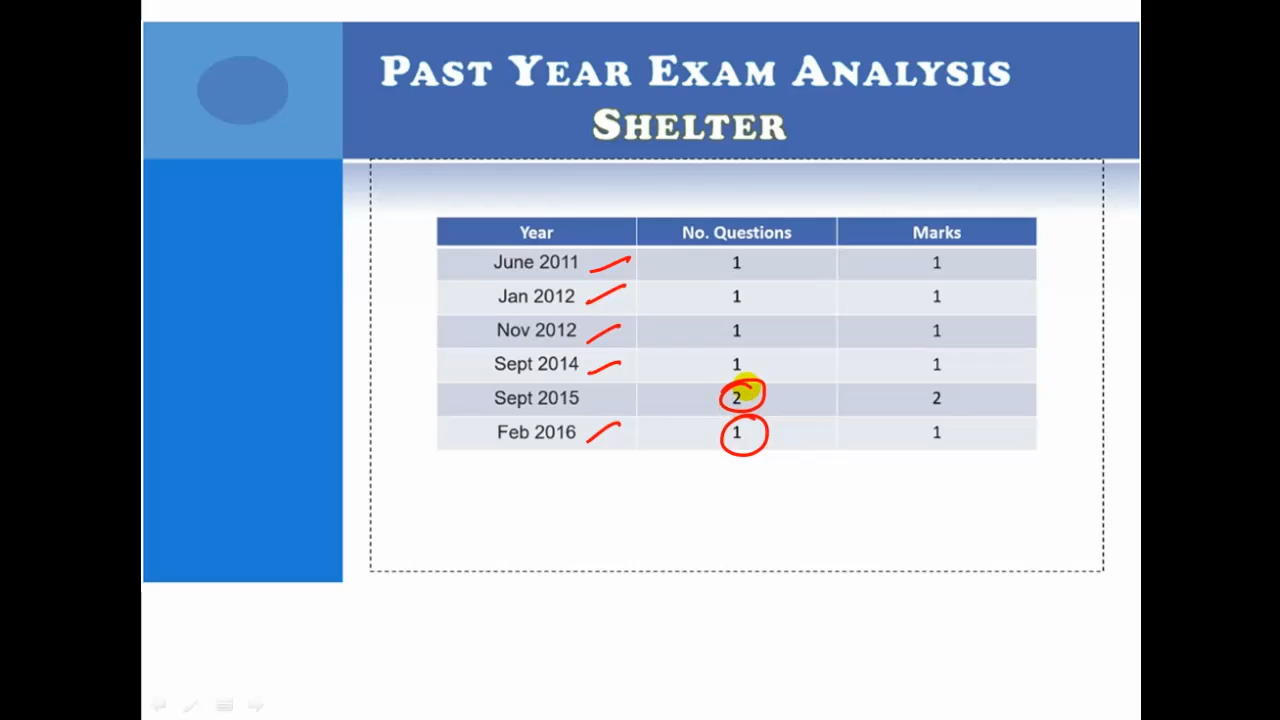 PAST YEAR EXAM ANALYSIS
SHELTER
Year No. Questions Marks
June 2011 1 1
Jan 2012 1 1
Nov 2012 1 1
Sept 2014 1 1
Sept 2015 2 2
Feb 2016 1 1